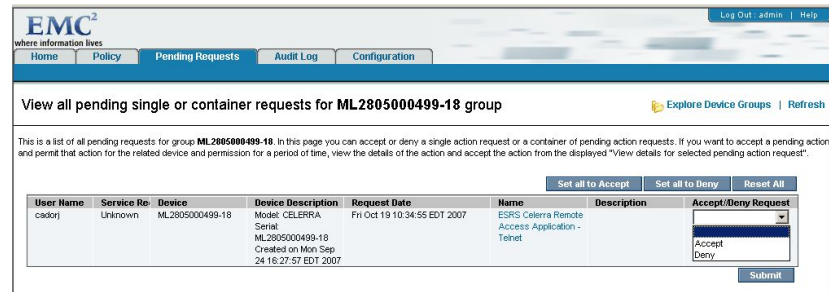 Log Out : admin | Help
EMC²
where information lives
Home Policy Pending Requests Audit Log Configuration
View all pending single or container requests for ML2805000499-18 group
Explore Device Groups | Refresh
This is a list of all pending requests for group ML2805000499-18. In this page you can accept or deny a single action request or a container of pending action requests. If you want to accept a pending action
and permit that action for the related device and permission for a period of time, view the details of the action and accept the action from the displayed "View details for selected pending action request".
Set all to Accept Set all to Deny Reset All
User Name Service Re Device Device Description Request Date Name Description Accept/Deny Request
cadorj Unknown ML2805000499-18 Model: CELERRA Fri Oct 19 10:34:55 EDT 2007 ESRS Celerra Remote
Serial: Access Application -
ML2805000499-18 Telnet
Created on Mon Sep Accept
24 16:27:57 EDT 2007 Deny
Submit